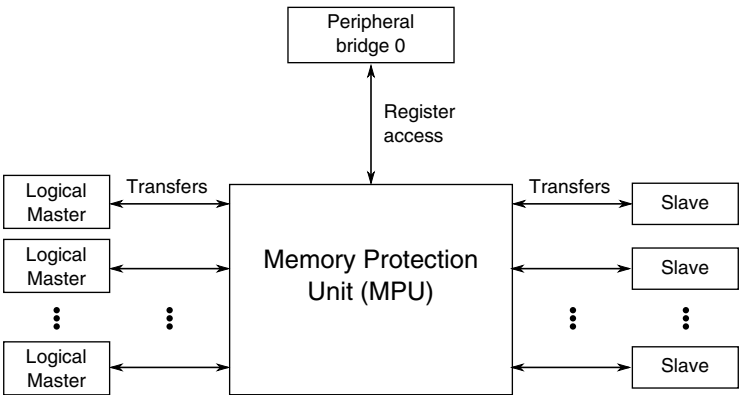 Peripheral
bridge 0
Register
access
Transfers
Transfers
Logical
Master
Slave
Logical
Master
Memory Protection
Unit (MPU)
Slave
Logical
Master
Slave